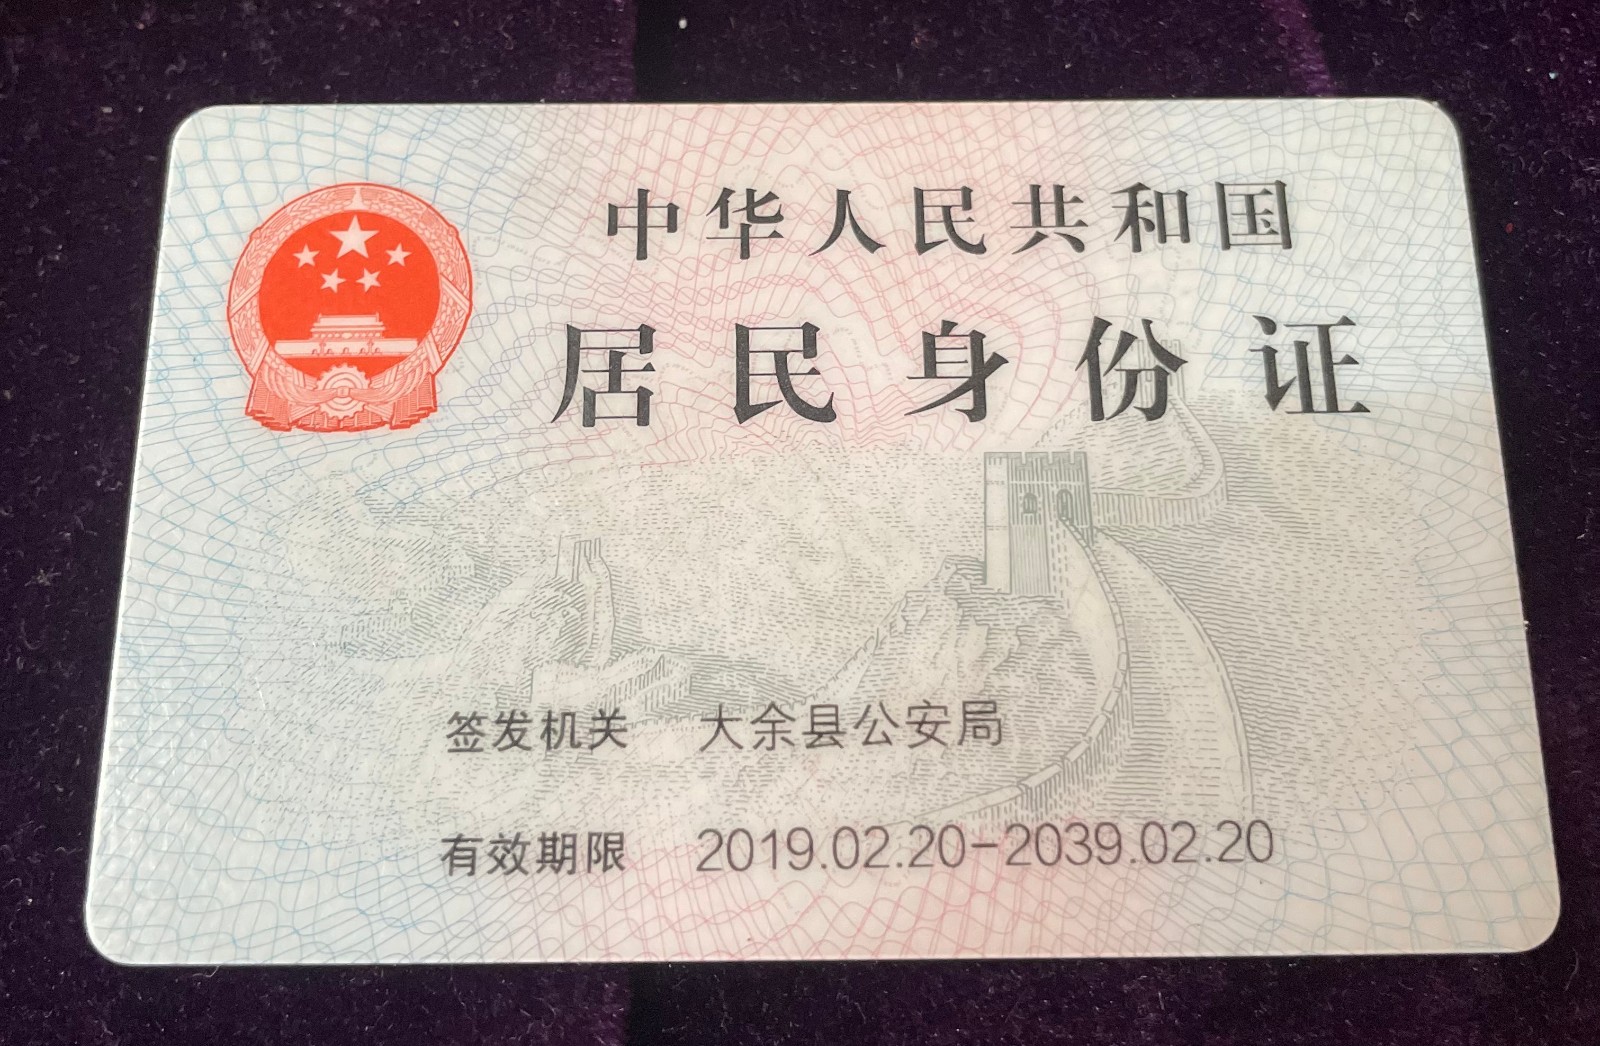 中华人民共和国
居民身份证
签发机关 大余县公安局
有效期限 2019.02.20-2039.02.20